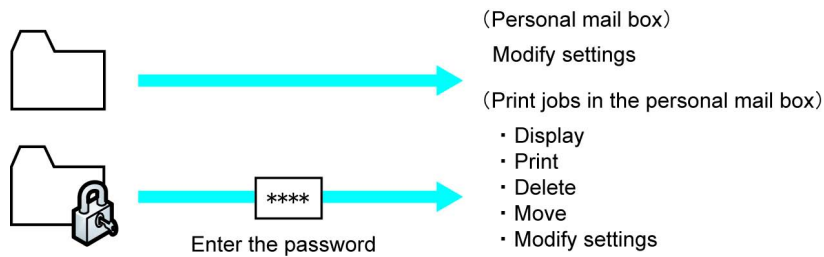 (Personal mail box)
Modify settings
(Print jobs in the personal mail box)
・Display
・Print
・Delete
・Move
・Modify settings
****
Enter the password